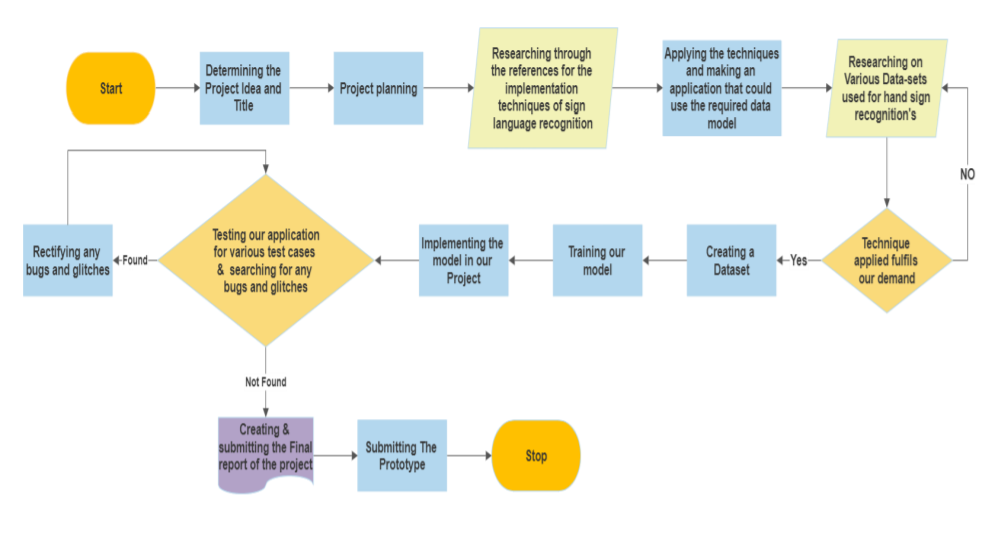 Start
Determining the
Project Idea and
Title
Project planning
Researching through
the references for the
implementation
techniques of sign
language recognition
Applying the techniques
and making an
application that could
use the required data
model
Researching on
Various Data-sets
used for hand sign
recognition's
NO
Technique
applied fulfils
our demand
Yes
Creating a
Dataset
Training our
model
Implementing the
model in our
Project
Testing our application
for various test cases
& searching for any
bugs and glitches
Found
Rectifying any
bugs and glitches
Not Found
Creating &
submitting the Final
report of the project
Submitting The
Prototype
Stop